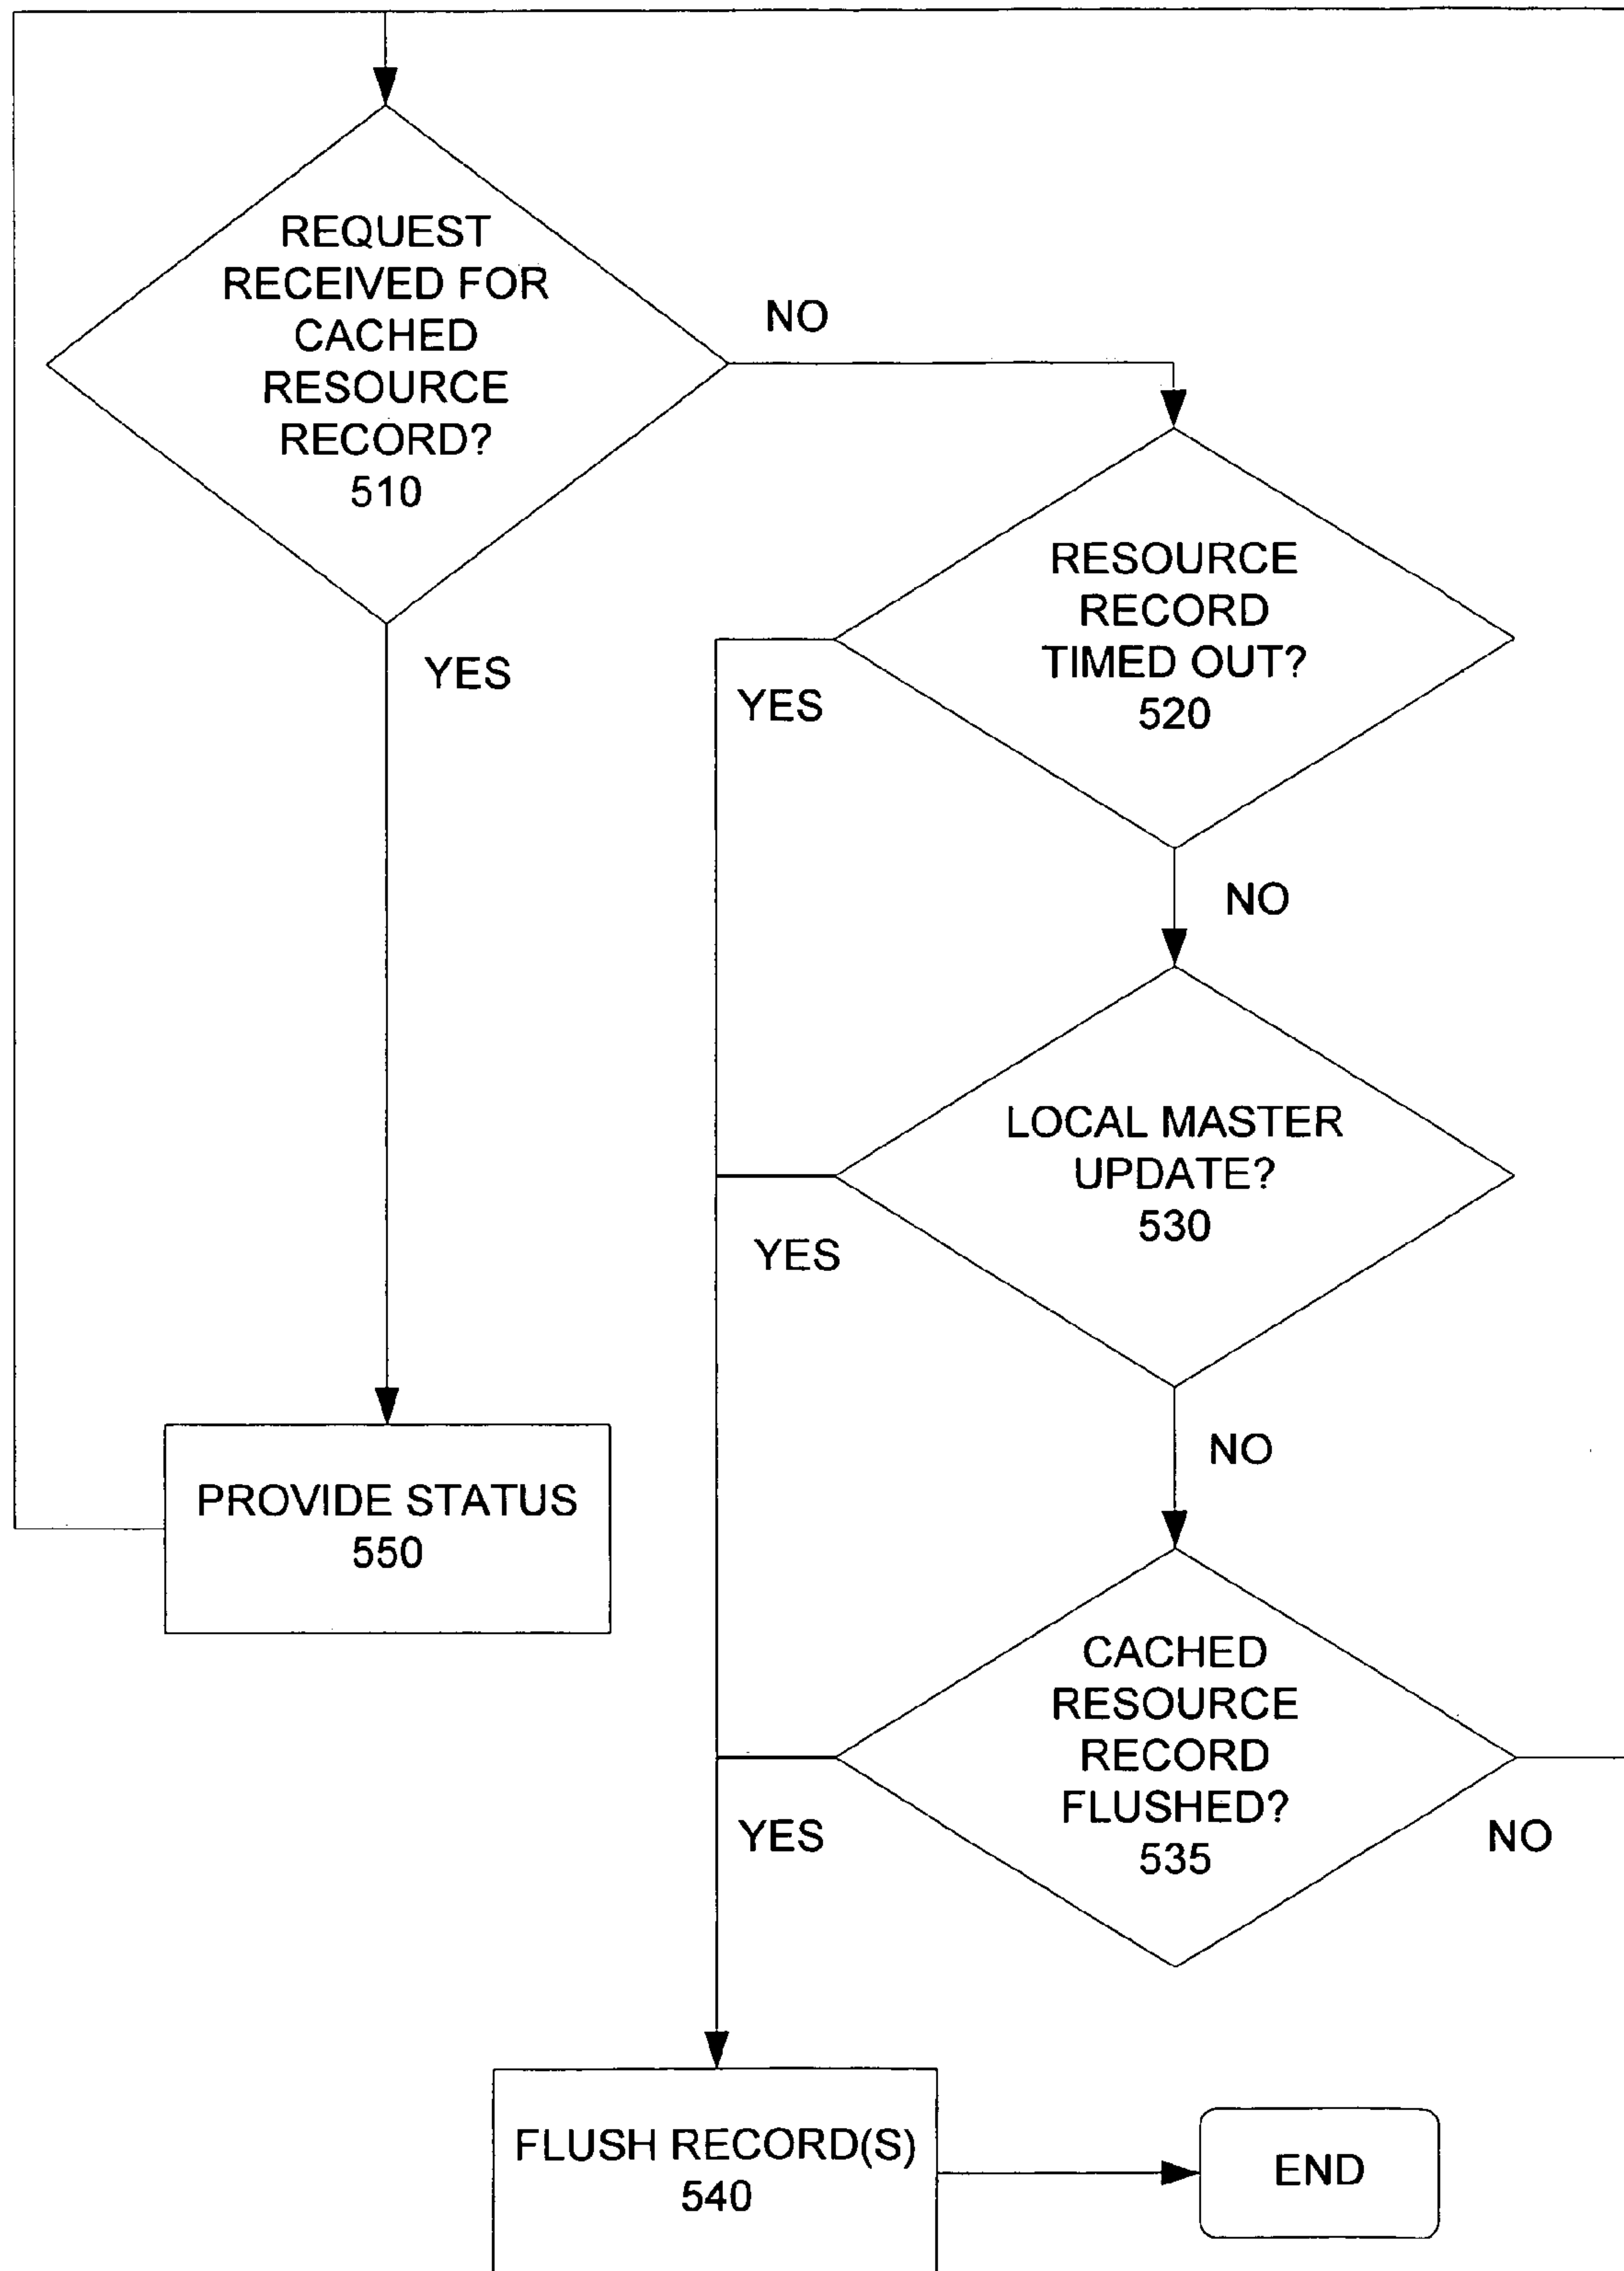 REQUEST
RECEIVED FOR
CACHED
RESOURCE
RECORD?
510
NO
YES
RESOURCE
RECORD
TIMED OUT?
520
YES
NO
LOCAL MASTER
UPDATE?
530
YES
NO
PROVIDE STATUS
550
CACHED
RESOURCE
RECORD
FLUSHED?
535
YES
NO
FLUSH RECORD(S)
540
END